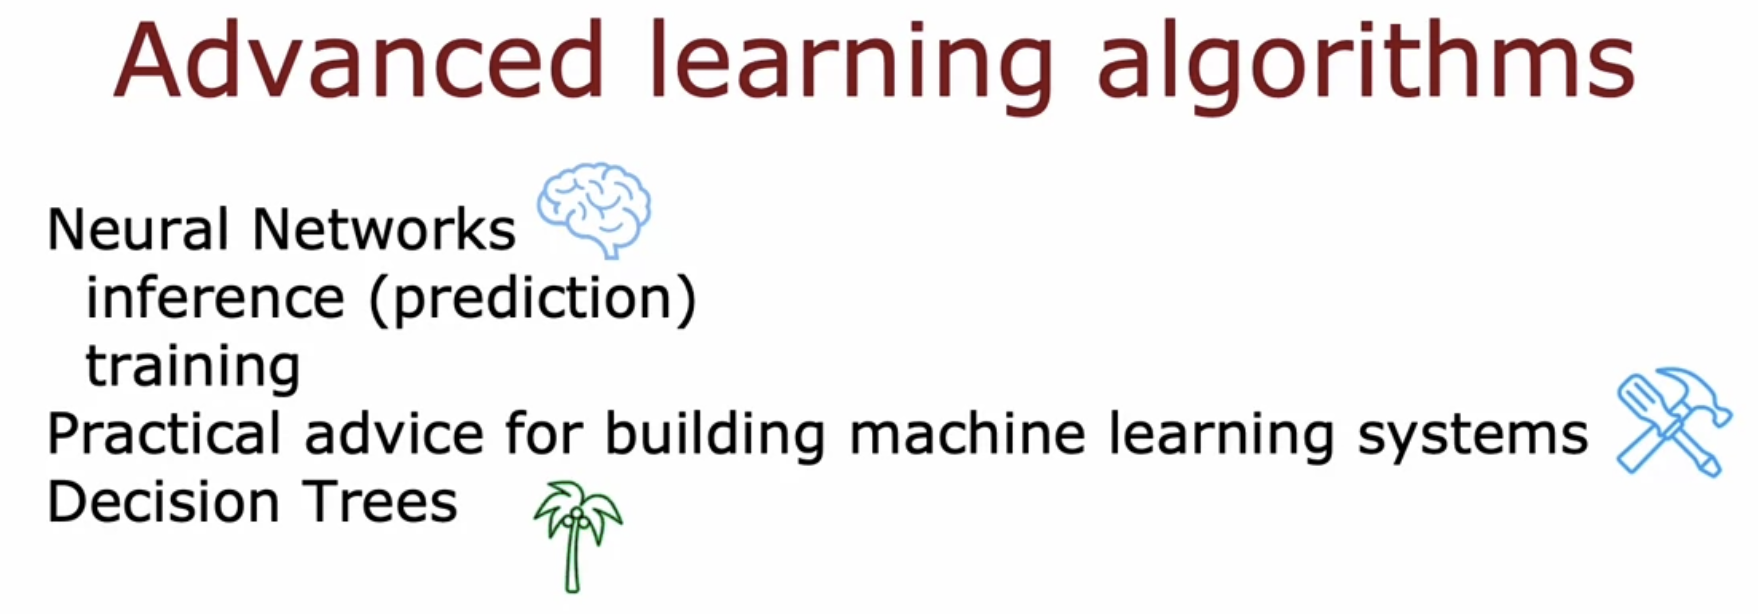 Advanced learning algorithms
Neural Networks
inference (prediction)
training
Practical advice for building machine learning systems
Decision Trees